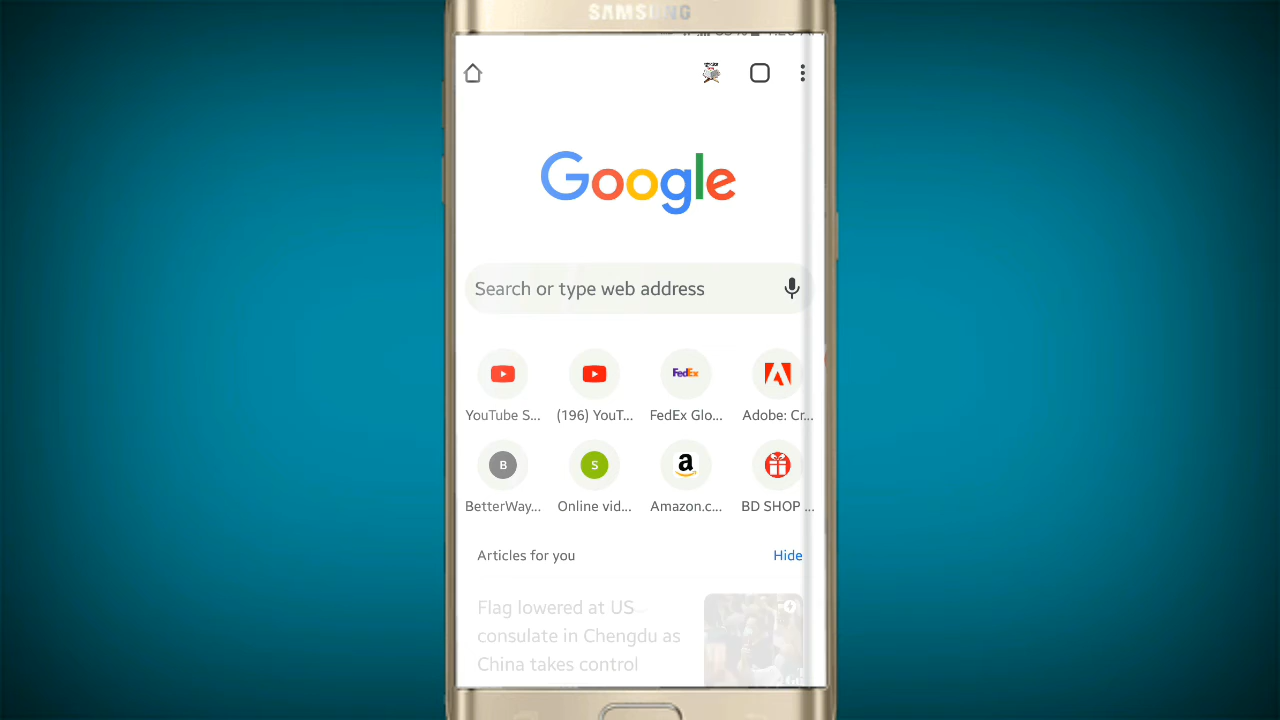 SAMSUNG
Google
Search or type web address
YouTube S...
(196) YouT...
FedEx
FedEx Glo...
Adobe: Cr...
B
BetterWay...
S
Online vid...
a
Amazon.c...
BD SHOP ...
Articles for you
Hide
Flag lowered at US
consulate in Chengdu as
China takes control